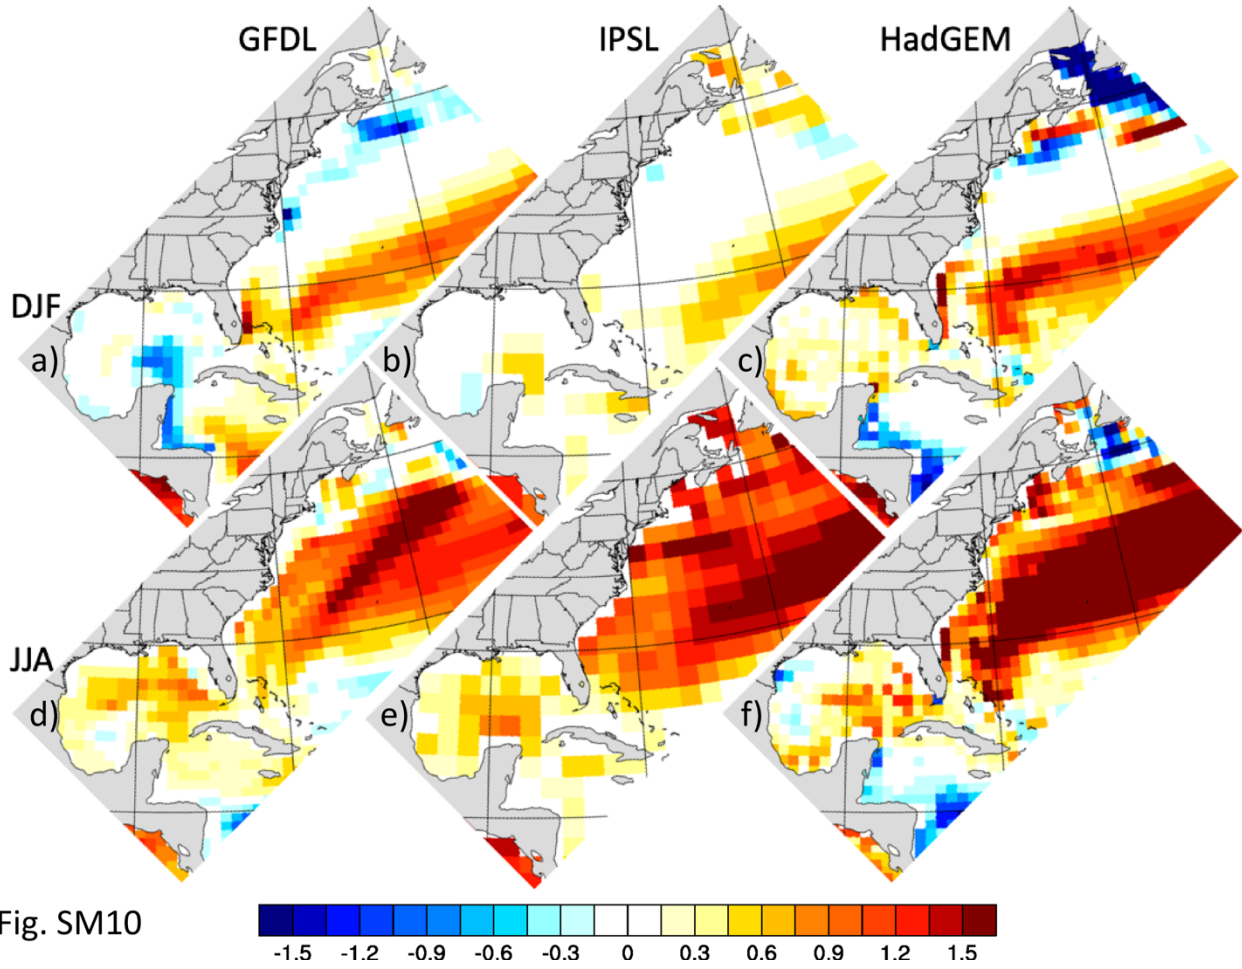 GFDL IPSL HadGEM
DJF
a) b) c)
JJA
d) e) f)
Fig. SM10
-1.5 -1.2 -0.9 -0.6 -0.3 0 0.3 0.6 0.9 1.2 1.5